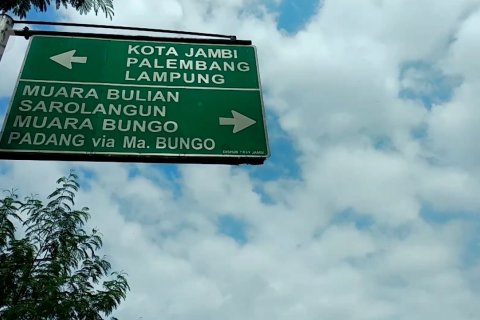 KOTA JAMBI
PALEMBANG
LAMPUNG
MUARA BULIAN
SAROLANGUN
MUARA BUNGO
PADANG via Ma. BUNGO